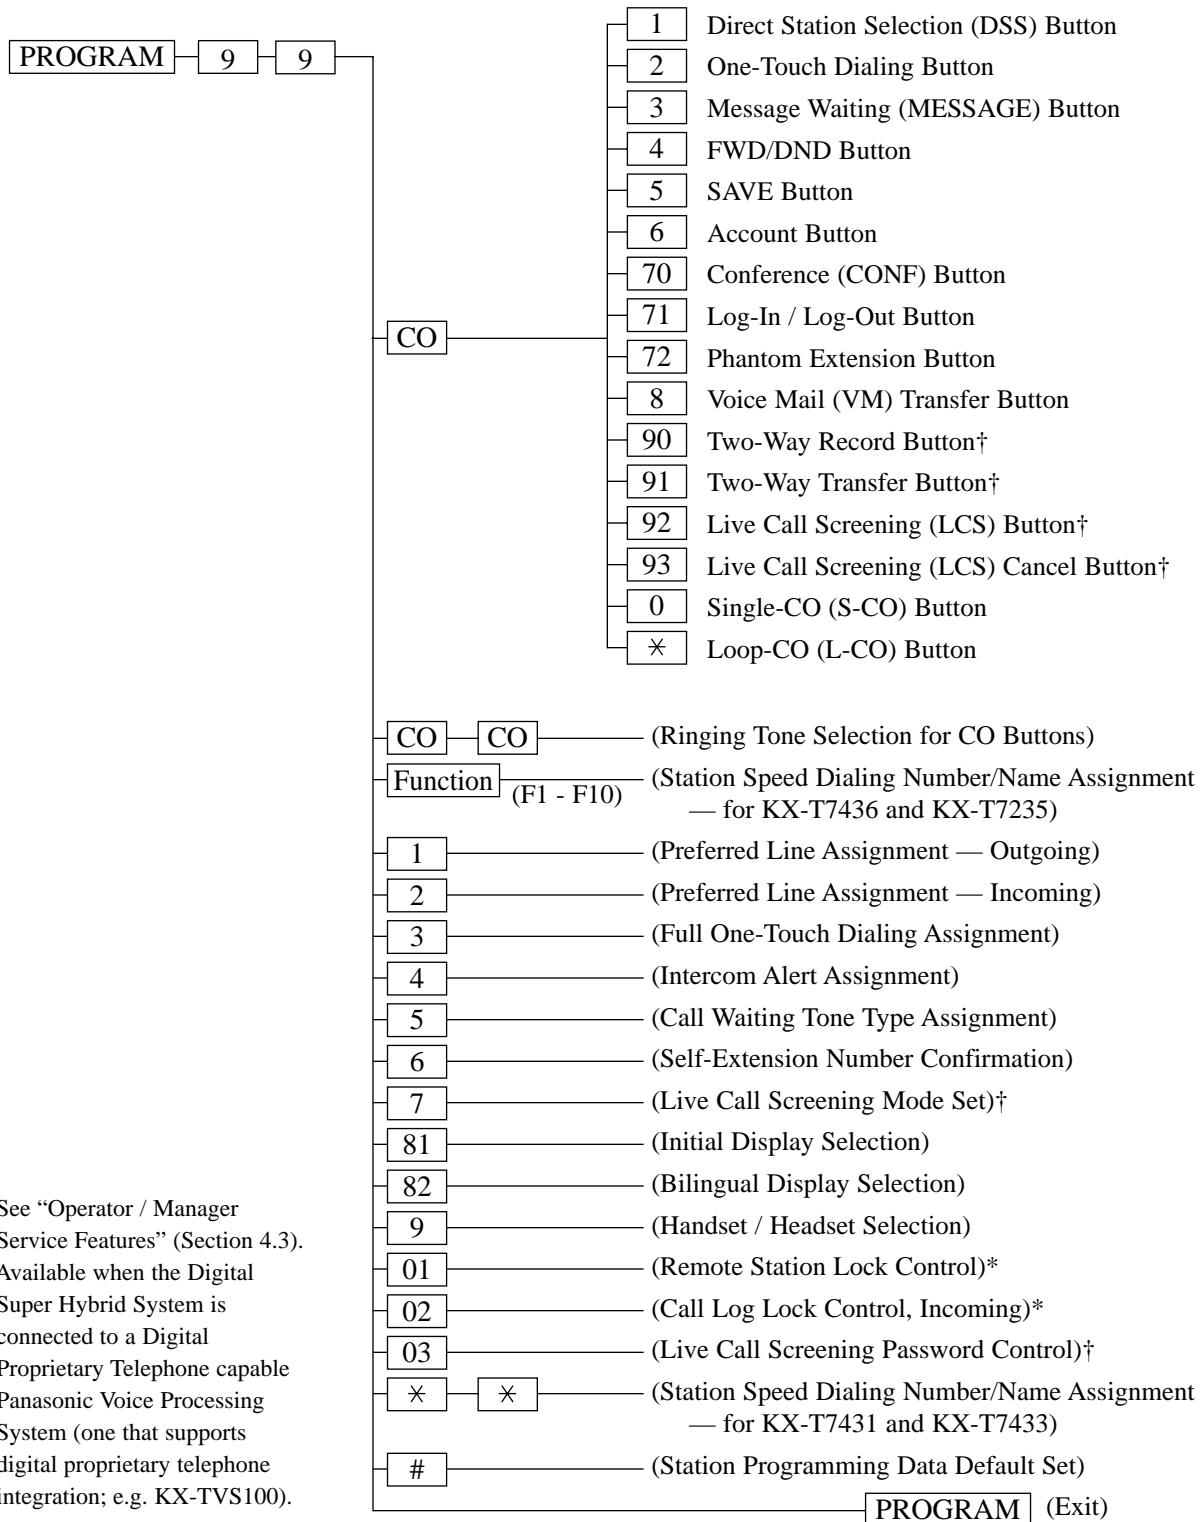 PROGRAM 9 9
1 Direct Station Selection (DSS) Button
2 One-Touch Dialing Button
3 Message Waiting (MESSAGE) Button
4 FWD/DND Button
5 SAVE Button
6 Account Button
70 Conference (CONF) Button
71 Log-In / Log-Out Button
CO
72 Phantom Extension Button
8 Voice Mail (VM) Transfer Button
90 Two-Way Record Button†
91 Two-Way Transfer Button†
92 Live Call Screening (LCS) Button†
93 Live Call Screening (LCS) Cancel Button†
0 Single-CO (S-CO) Button
* Loop-CO (L-CO) Button
CO CO (Ringing Tone Selection for CO Buttons)
Function (F1 - F10) (Station Speed Dialing Number/Name Assignment
— for KX-T7436 and KX-T7235)
1 (Preferred Line Assignment — Outgoing)
2 (Preferred Line Assignment — Incoming)
3 (Full One-Touch Dialing Assignment)
4 (Intercom Alert Assignment)
5 (Call Waiting Tone Type Assignment)
6 (Self-Extension Number Confirmation)
7 (Live Call Screening Mode Set)†
81 (Initial Display Selection)
82 (Bilingual Display Selection)
9 (Handset / Headset Selection)
01 (Remote Station Lock Control)*
02 (Call Log Lock Control, Incoming)*
03 (Live Call Screening Password Control)†
* * (Station Speed Dialing Number/Name Assignment
— for KX-T7431 and KX-T7433)
# (Station Programming Data Default Set)
PROGRAM (Exit)
See “Operator / Manager
Service Features” (Section 4.3).
Available when the Digital
Super Hybrid System is
connected to a Digital
Proprietary Telephone capable
Panasonic Voice Processing
System (one that supports
digital proprietary telephone
integration; e.g. KX-TVS100).